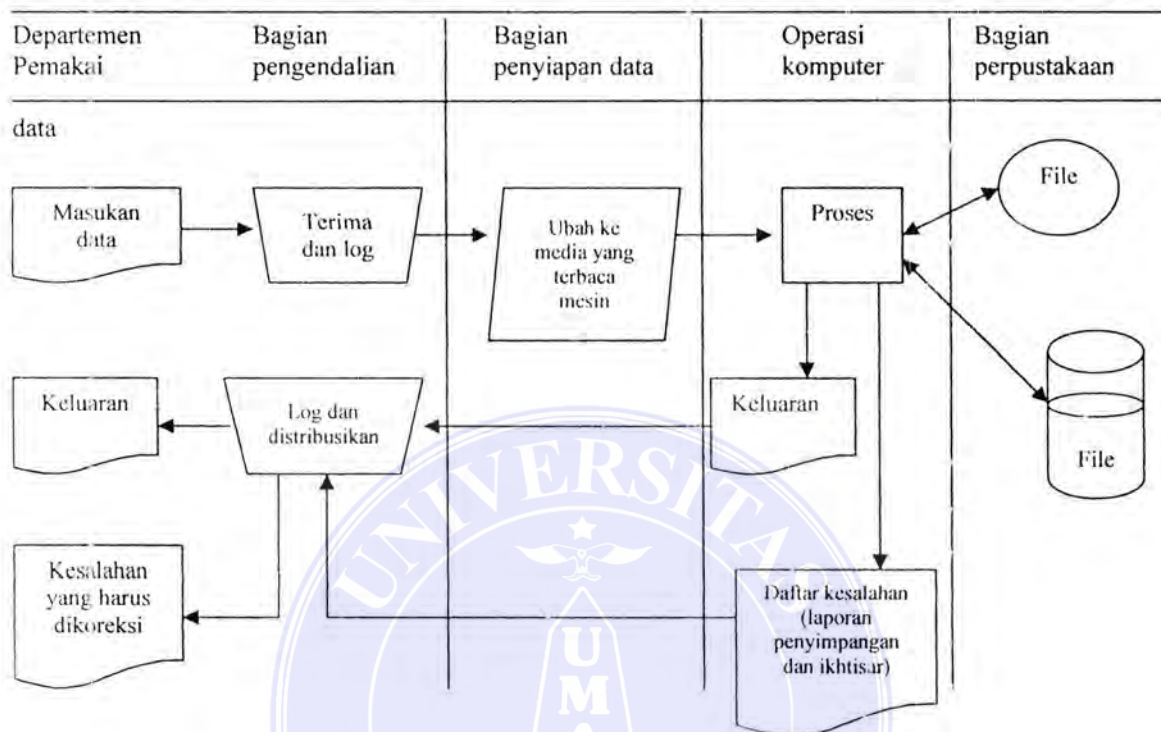 Departemen
Pemakai
Bagian
pengendalian
Bagian
penyiapan data
Operasi
komputer
Bagian
perpustakaan
data
Masukan
data
Terima
dan log
Ubah ke
media yang
terbaca
mesin
Proses
File
File
Keluaran
Log dan
distribusikan
Keluaran
Kesalahan
yang harus
dikoreksi
Daftar kesalahan
(laporan
penyimpangan
dan ikhtisar)
UNIVERSITAS
U
M